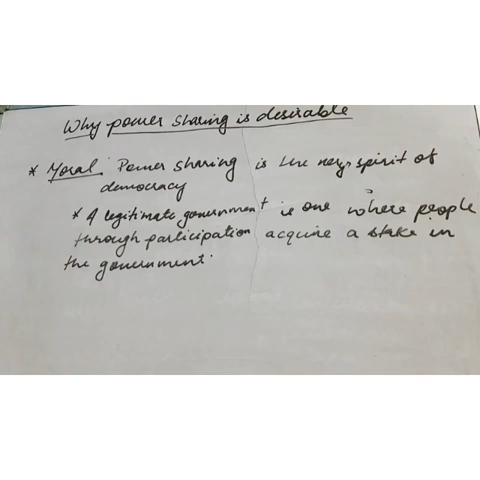 Why power sharing is desirable
* Moral: Power sharing is the very spirit of
democracy
* A legitimate government is one where people
through participation acquire a stake in
the government.